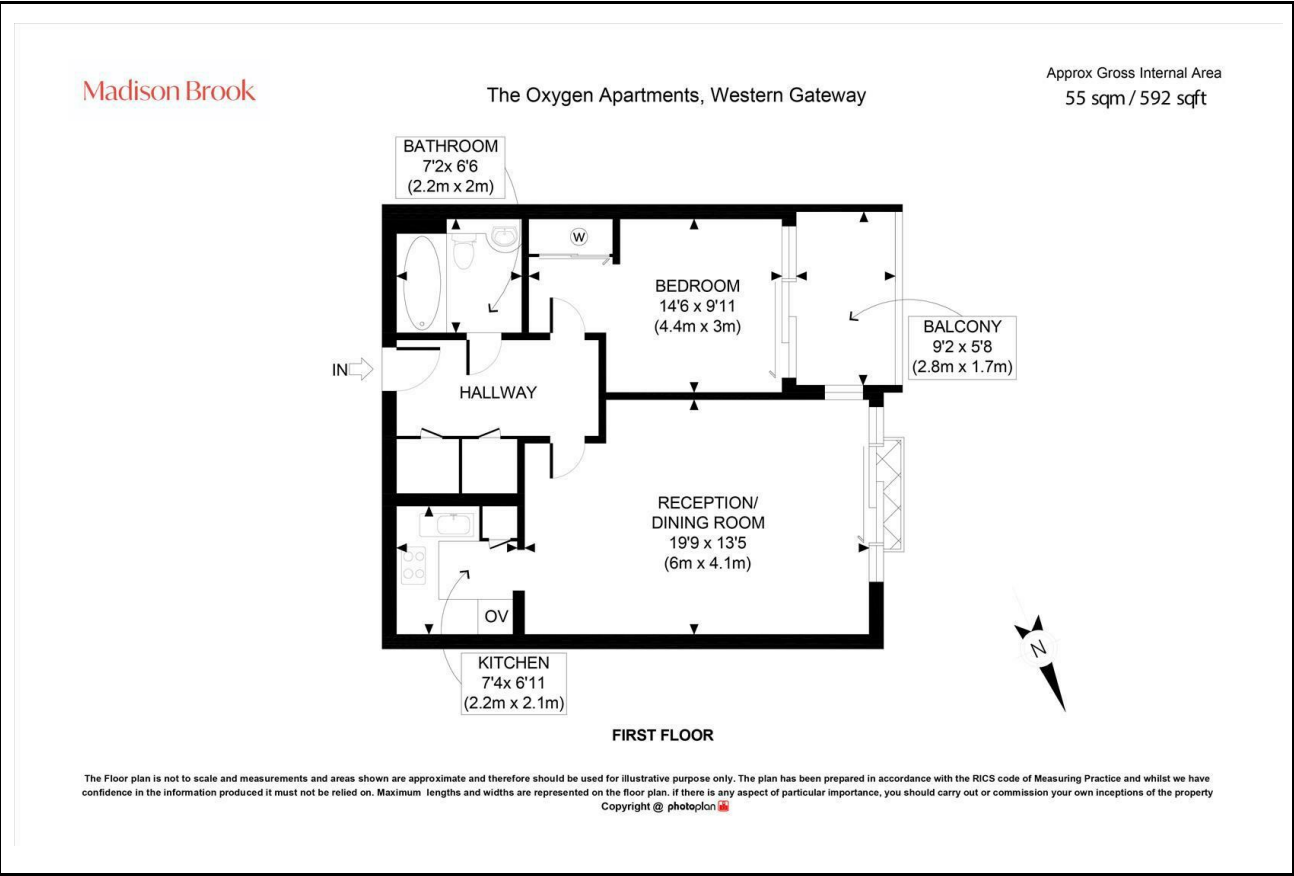 Madison Brook
The Oxygen Apartments, Western Gateway
Approx Gross Internal Area
55 sqm / 592 sqft
BATHROOM
7'2x 6'6
(2.2m x 2m)
W
BEDROOM
14'6 x 9'11
(4.4m x 3m)
BALCONY
9'2 x 5'8
(2.8m x 1.7m)
IN
HALLWAY
RECEPTION/
DINING ROOM
19'9 x 13'5
(6m x 4.1m)
OV
KITCHEN
7'4x 6'11
(2.2m x 2.1m)
N
FIRST FLOOR
The Floor plan is not to scale and measurements and areas shown are approximate and therefore should be used for illustrative purpose only. The plan has been prepared in accordance with the RICS code of Measuring Practice and whilst we have
confidence in the information produced it must not be relied on. Maximum lengths and widths are represented on the floor plan. if there is any aspect of particular importance, you should carry out or commission your own inceptions of the property
Copyright @ photoplan